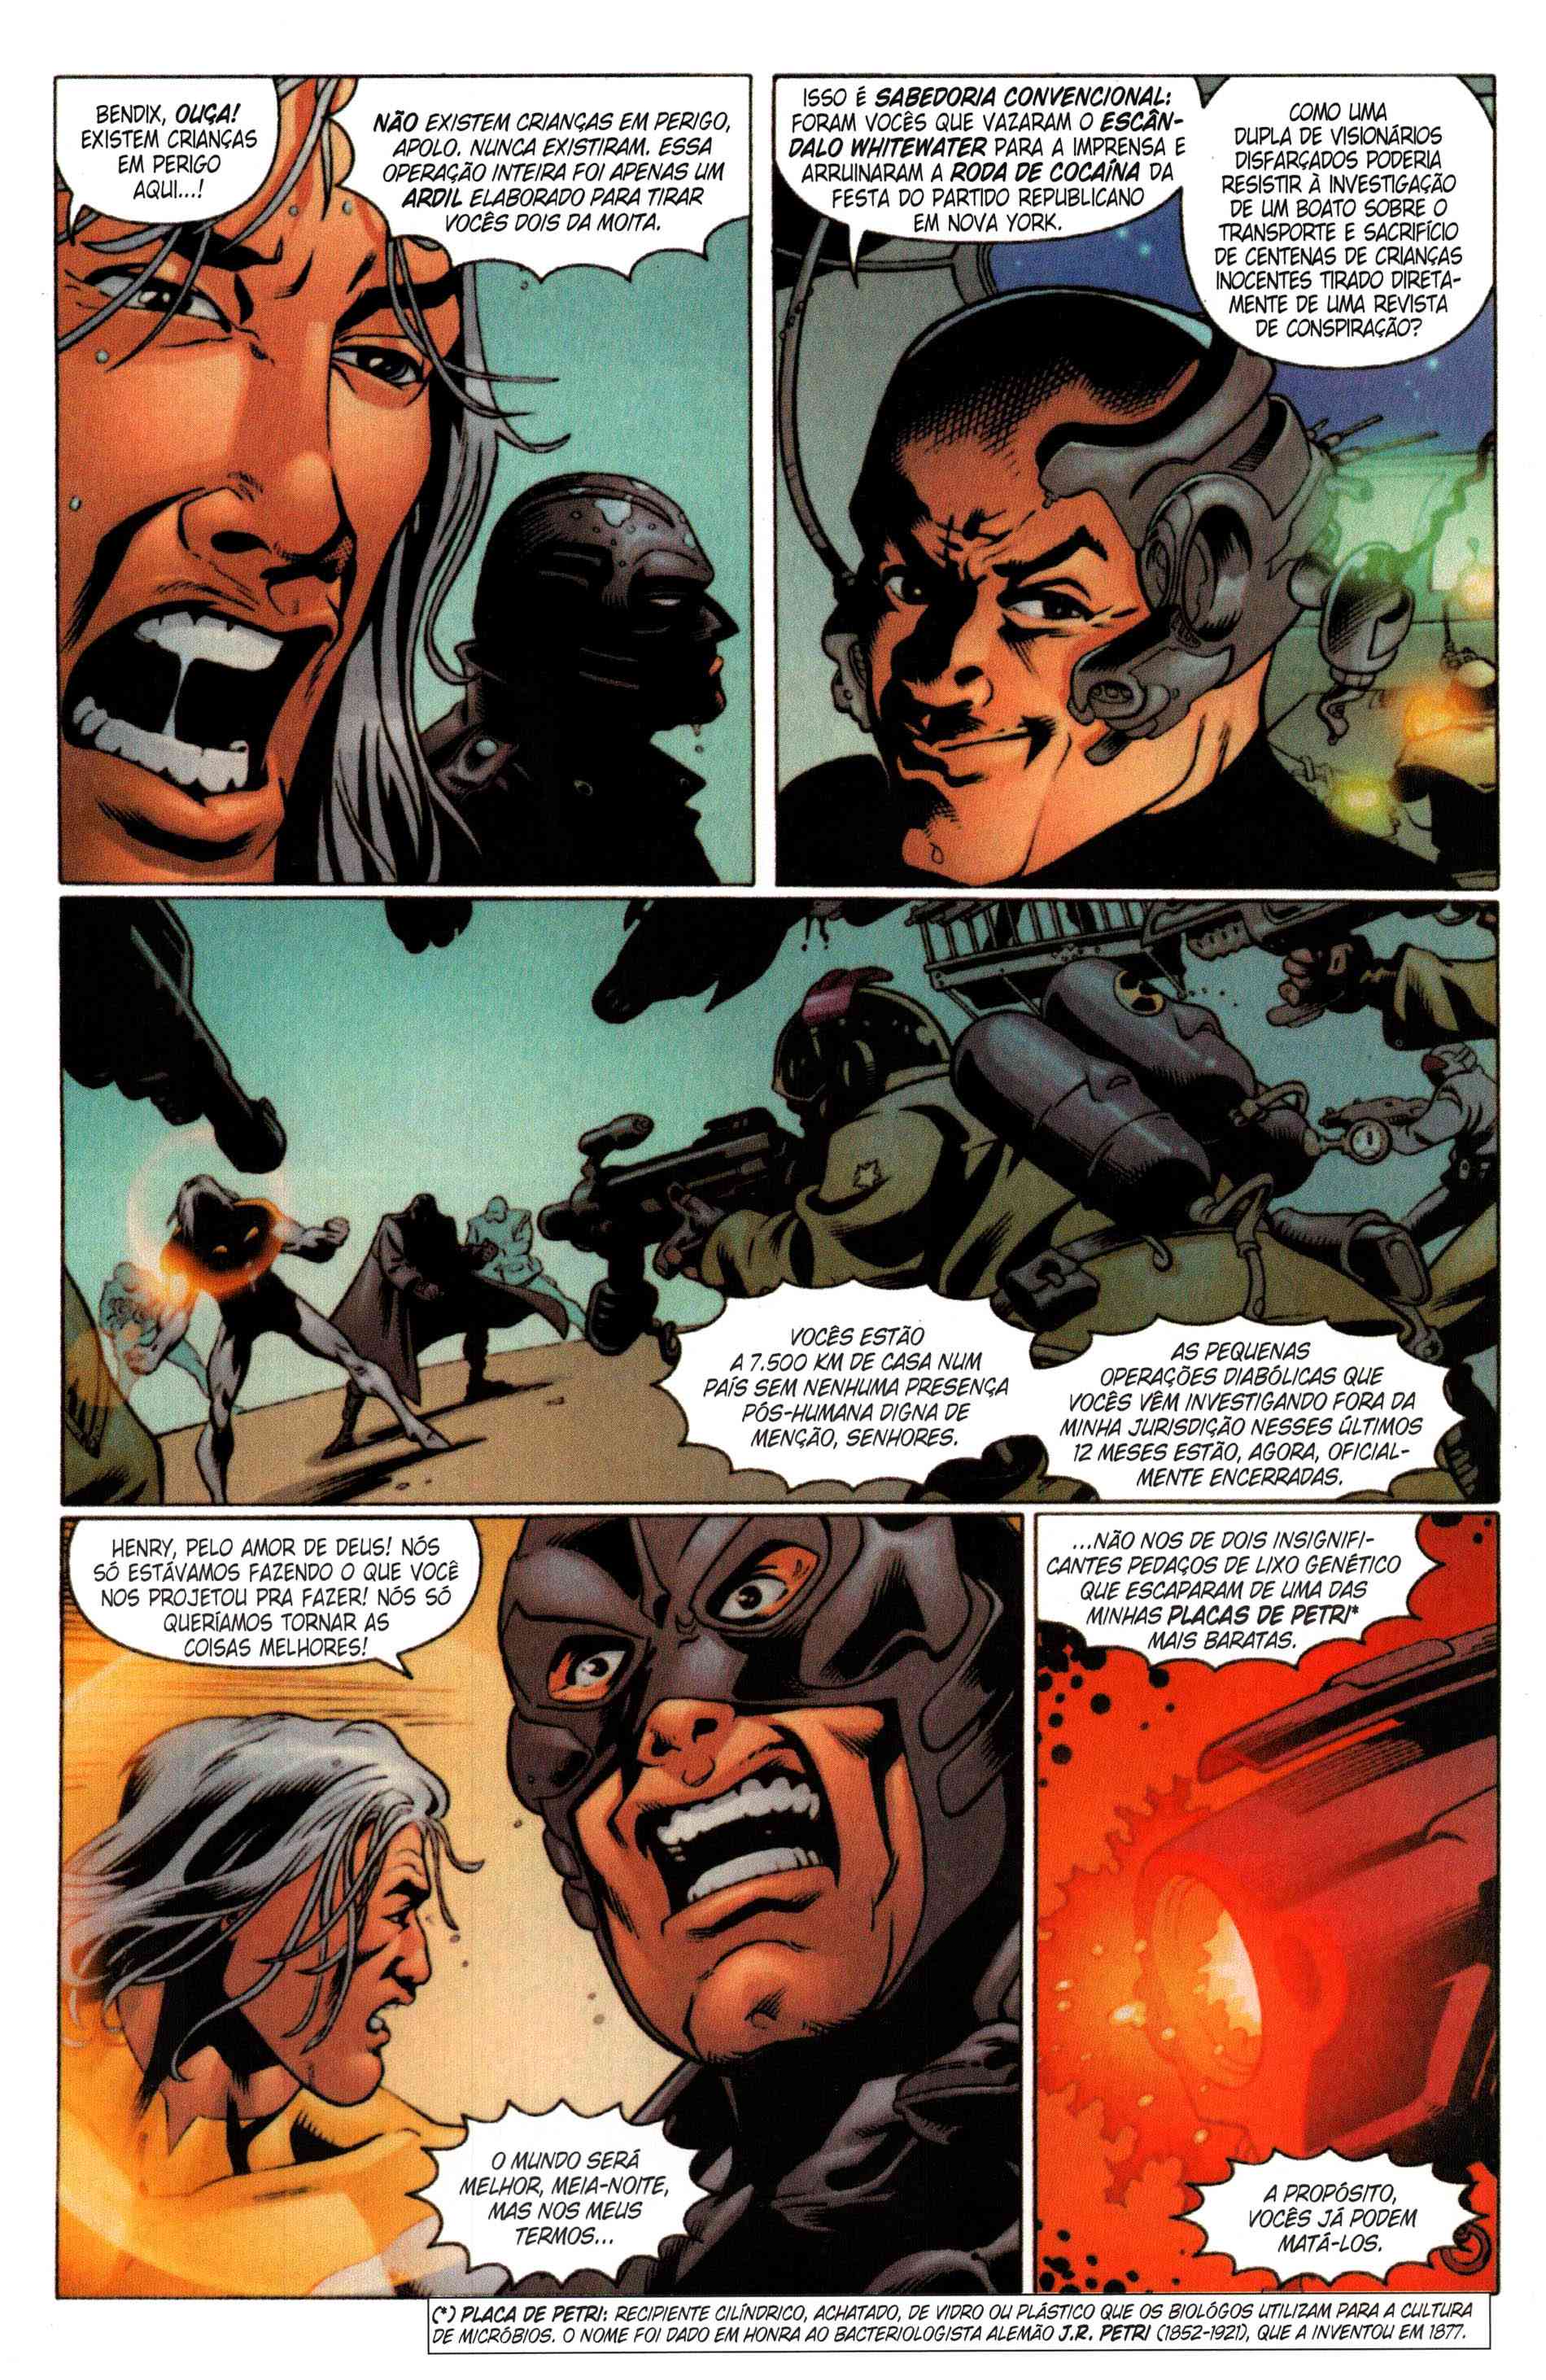 BENDIX, OUÇA!
EXISTEM CRIANÇAS
EM PERIGO
AQUI...!
NÃO EXISTEM CRIANÇAS EM PERIGO,
APOLO. NUNCA EXISTIRAM. ESSA
OPERAÇÃO INTEIRA FOI APENAS UM
ARDIL ELABORADO PARA TIRAR
VOCÊS DOIS DA MOITA.
ISSO É SABEDORIA CONVENCIONAL:
FORAM VOCÊS QUE VAZARAM O ESCÂN-
DALO WHITEWATER PARA A IMPRENSA E
ARRUINARAM A RODA DE COCAÍNA DA
FESTA DO PARTIDO REPUBLICANO
EM NOVA YORK.
COMO UMA
DUPLA DE VISIONÁRIOS
DISFARÇADOS PODERIA
RESISTIR À INVESTIGAÇÃO
DE UM BOATO SOBRE O
TRANSPORTE E SACRIFÍCIO
DE CENTENAS DE CRIANÇAS
INOCENTES TIRADO DIRETA-
MENTE DE UMA REVISTA
DE CONSPIRAÇÃO?
VOCÊS ESTÃO
A 7.500 KM DE CASA NUM
PAÍS SEM NENHUMA PRESENÇA
PÓS-HUMANA DIGNA DE
MENÇÃO, SENHORES.
AS PEQUENAS
OPERAÇÕES DIABÓLICAS QUE
VOCÊS VÊM INVESTIGANDO FORA DA
MINHA JURISDIÇÃO NESSES ÚLTIMOS
12 MESES ESTÃO, AGORA, OFICIAL-
MENTE ENCERRADAS.
HENRY, PELO AMOR DE DEUS! NÓS
SÓ ESTÁVAMOS FAZENDO O QUE VOCÊ
NOS PROJETOU PRA FAZER! NÓS SÓ
QUERÍAMOS TORNAR AS
COISAS MELHORES!
O MUNDO SERÁ
MELHOR, MEIA-NOITE,
MAS NOS MEUS
TERMOS...
...NÃO NOS DE DOIS INSIGNIFI-
CANTES PEDAÇOS DE LIXO GENÉTICO
QUE ESCAPARAM DE UMA DAS
MINHAS PLACAS DE PETRI*
MAIS BARATAS.
A PROPÓSITO,
VOCÊS JÁ PODEM
MATÁ-LOS.
(*) PLACA DE PETRI: RECIPIENTE CILÍNDRICO, ACHATADO, DE VIDRO OU PLÁSTICO QUE OS BIÓLOGOS UTILIZAM PARA A CULTURA
DE MICRÓBIOS. O NOME FOI DADO EM HONRA AO BACTERIOLOGISTA ALEMÃO J.R. PETRI (1852-1921), QUE A INVENTOU EM 1877.